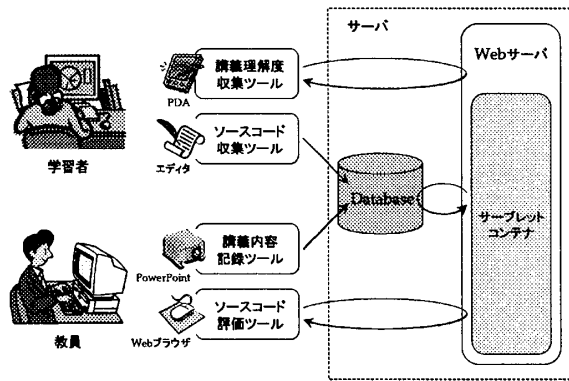 サーバ
Webサーバ
講義理解度
収集ツール
PDA
学習者
ソースコード
収集ツール
エディタ
Database
サーブレット
コンテナ
講義内容
記録ツール
PowerPoint
教員
ソースコード
評価ツール
Webブラウザ